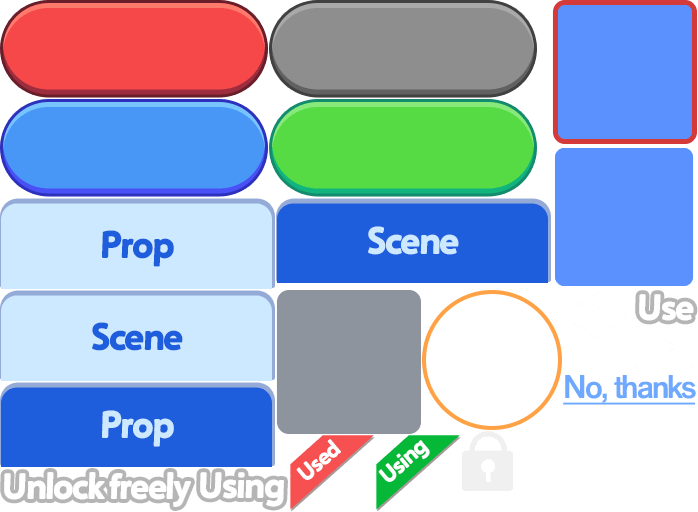 Prop
Scene
Use
Scene
No, thanks
Prop
Used
Using
Unlock freely Using